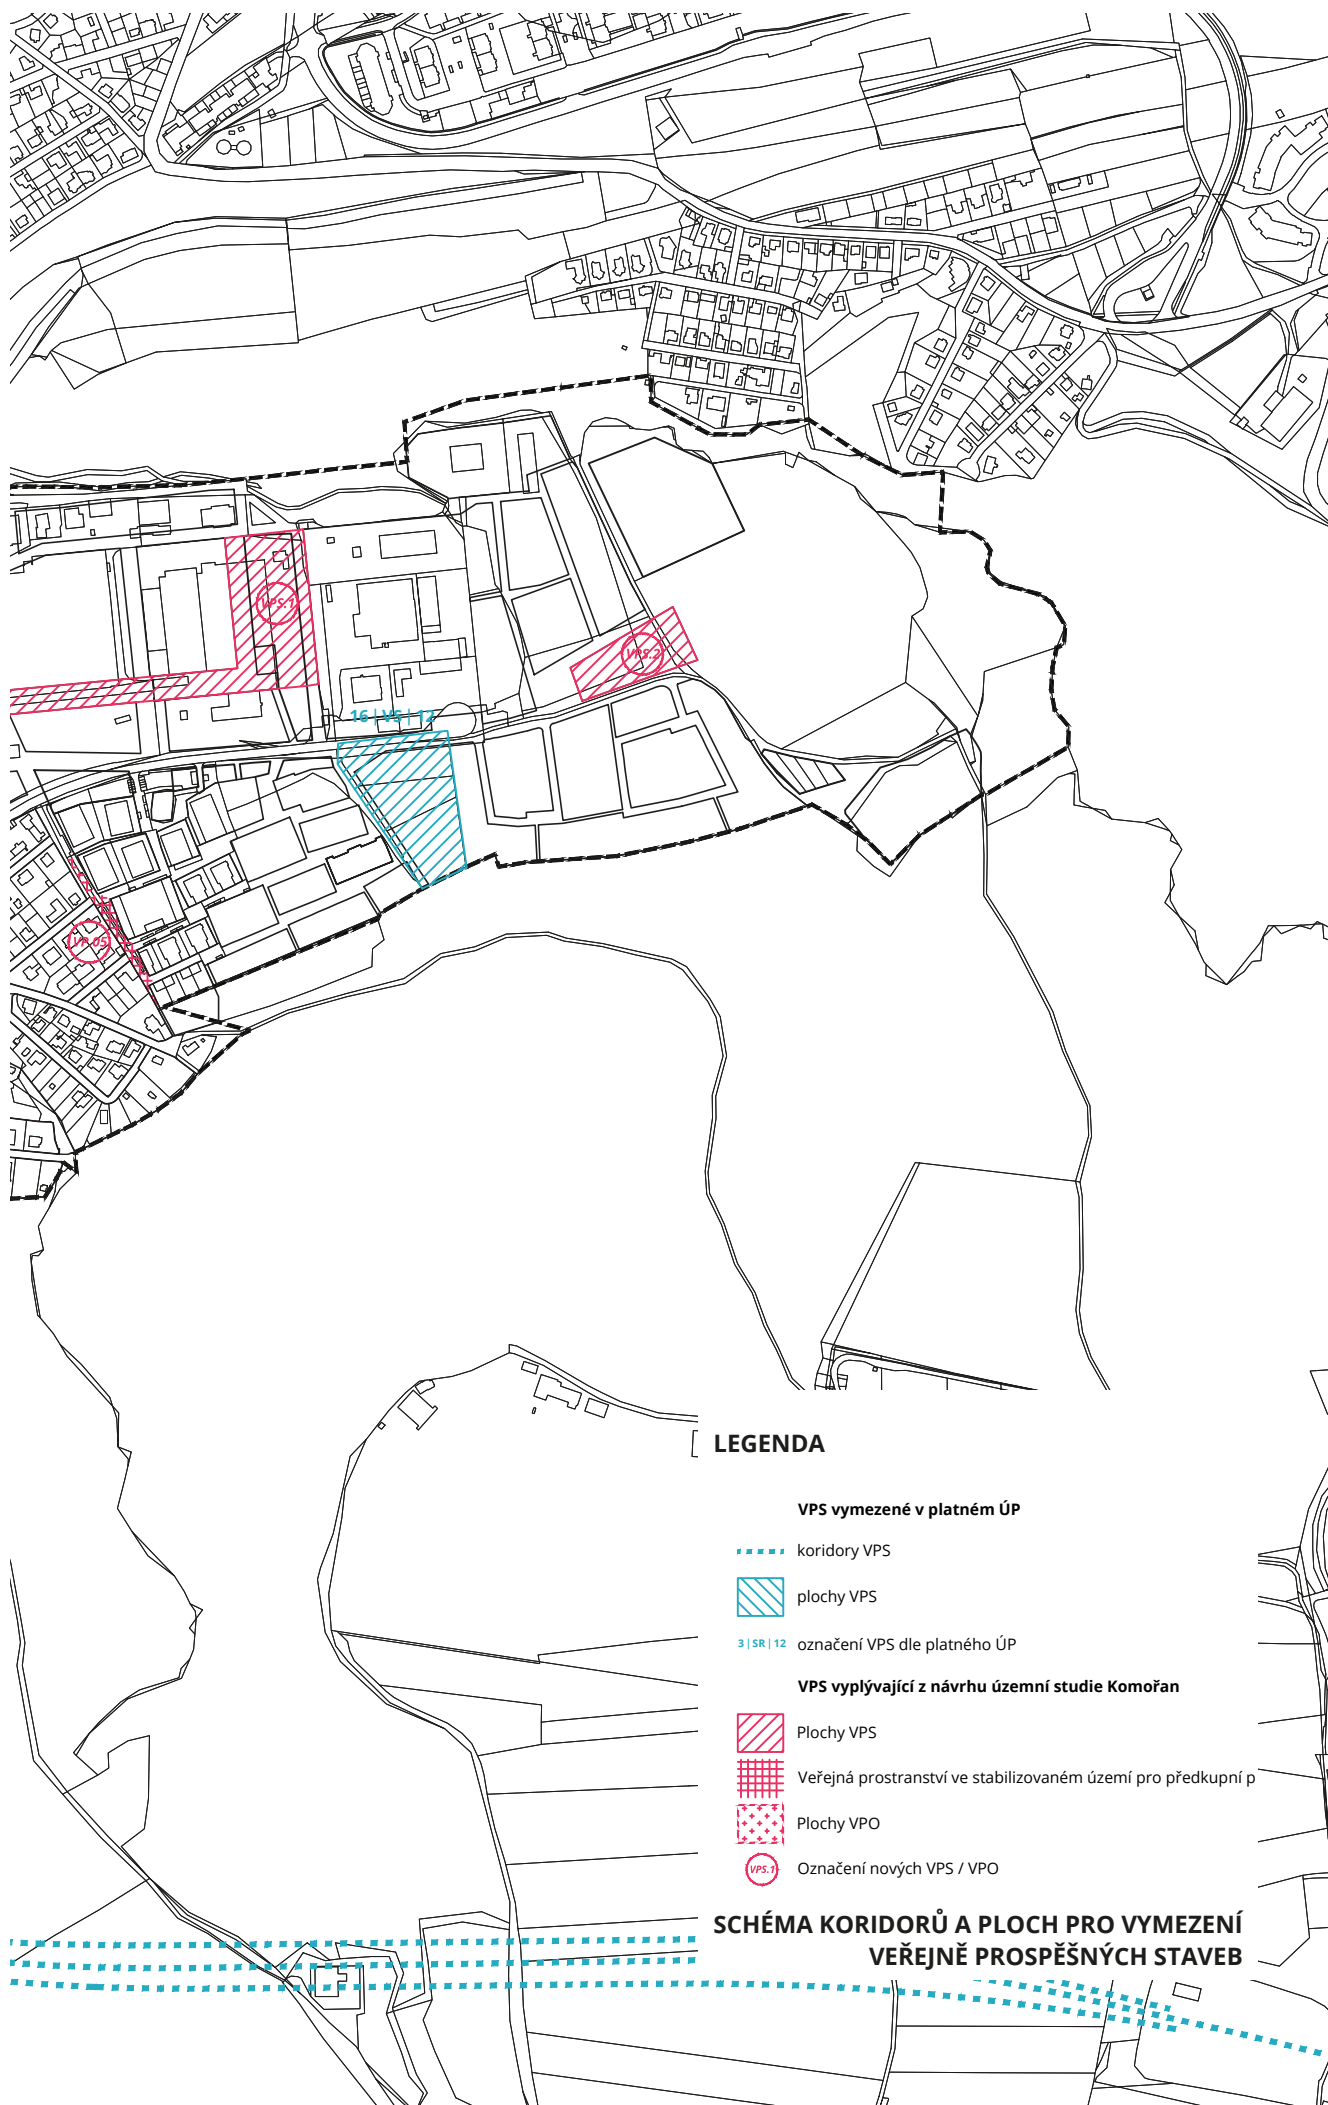 VPS.1
VPS.2
16 | VS | 12
VP.05
LEGENDA
VPS vymezené v platném ÚP
koridory VPS
plochy VPS
3 | SR | 12 označení VPS dle platného ÚP
VPS vyplývající z návrhu územní studie Komořan
Plochy VPS
Veřejná prostranství ve stabilizovaném území pro předkupní p
Plochy VPO
VPS.1 Označení nových VPS / VPO
SCHÉMA KORIDORŮ A PLOCH PRO VYMEZENÍ
VEŘEJNĚ PROSPĚŠNÝCH STAVEB